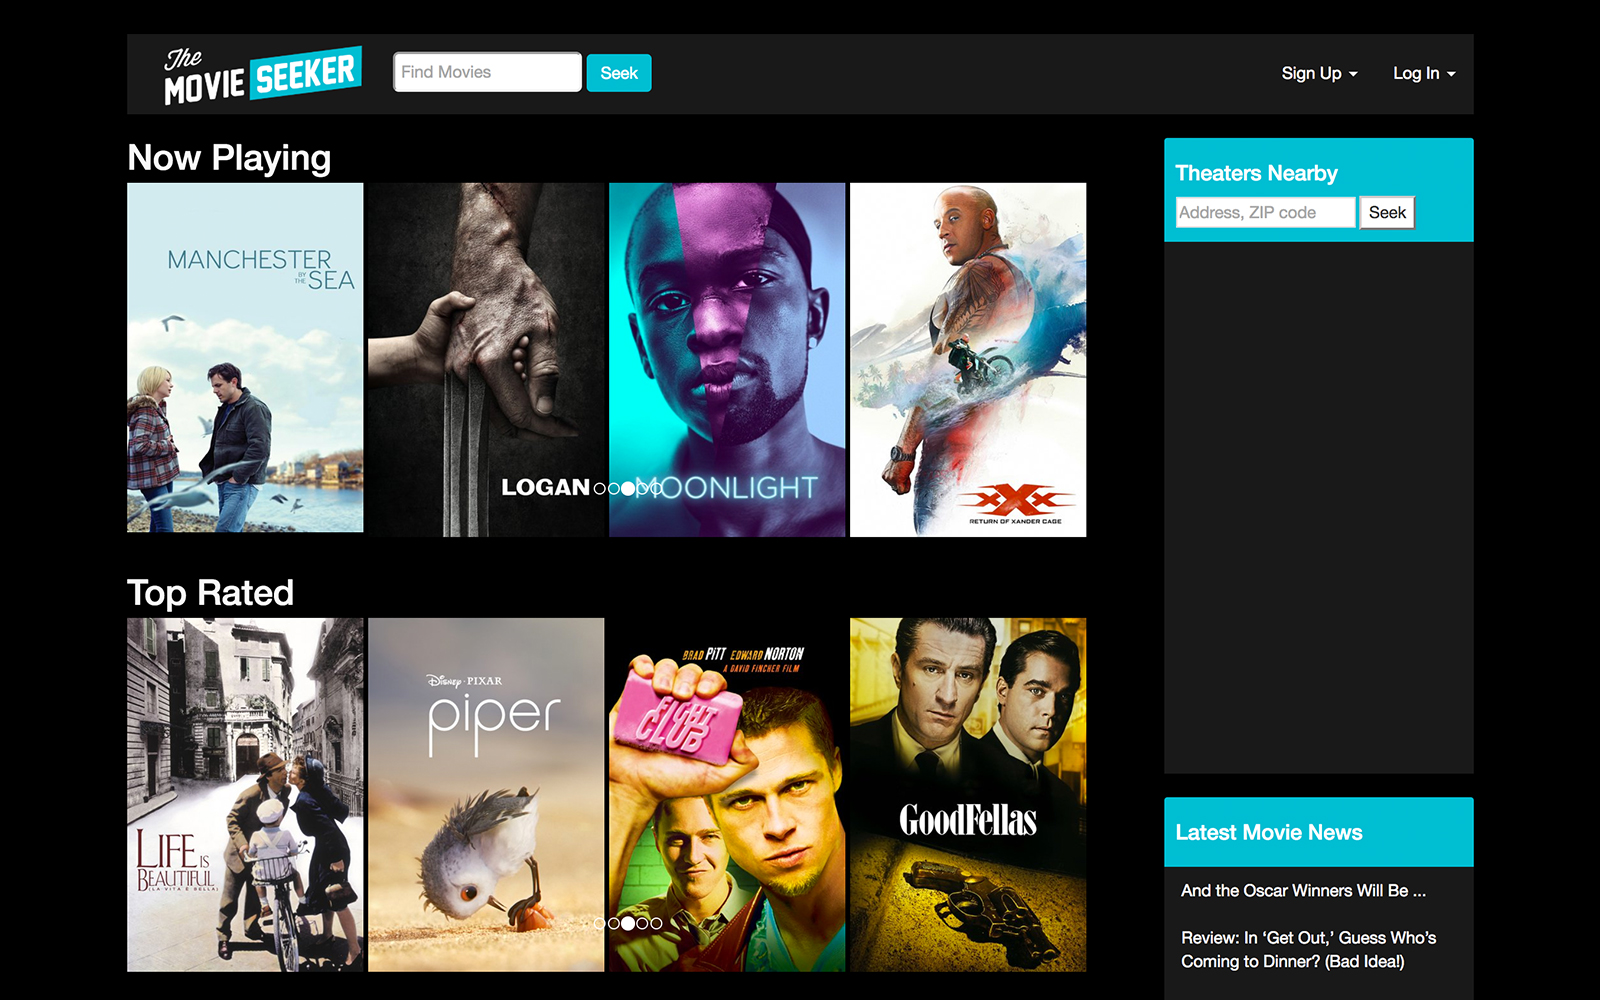 The
MOVIE SEEKER
Find Movies
Seek
Sign Up
Log In
Now Playing
MANCHESTER
BY THE SEA
LOGAN
MOONLIGHT
xXx
RETURN OF XANDER CAGE
Theaters Nearby
Address, ZIP code
Seek
Top Rated
LIFE IS
BEAUTIFUL
(LA VITA È BELLA)
DISNEY · PIXAR
piper
BRAD PITT EDWARD NORTON
A DAVID FINCHER FILM
FIGHT
CLUB
GOODFELLAS
Latest Movie News
And the Oscar Winners Will Be ...
Review: In ‘Get Out,’ Guess Who’s
Coming to Dinner? (Bad Idea!)